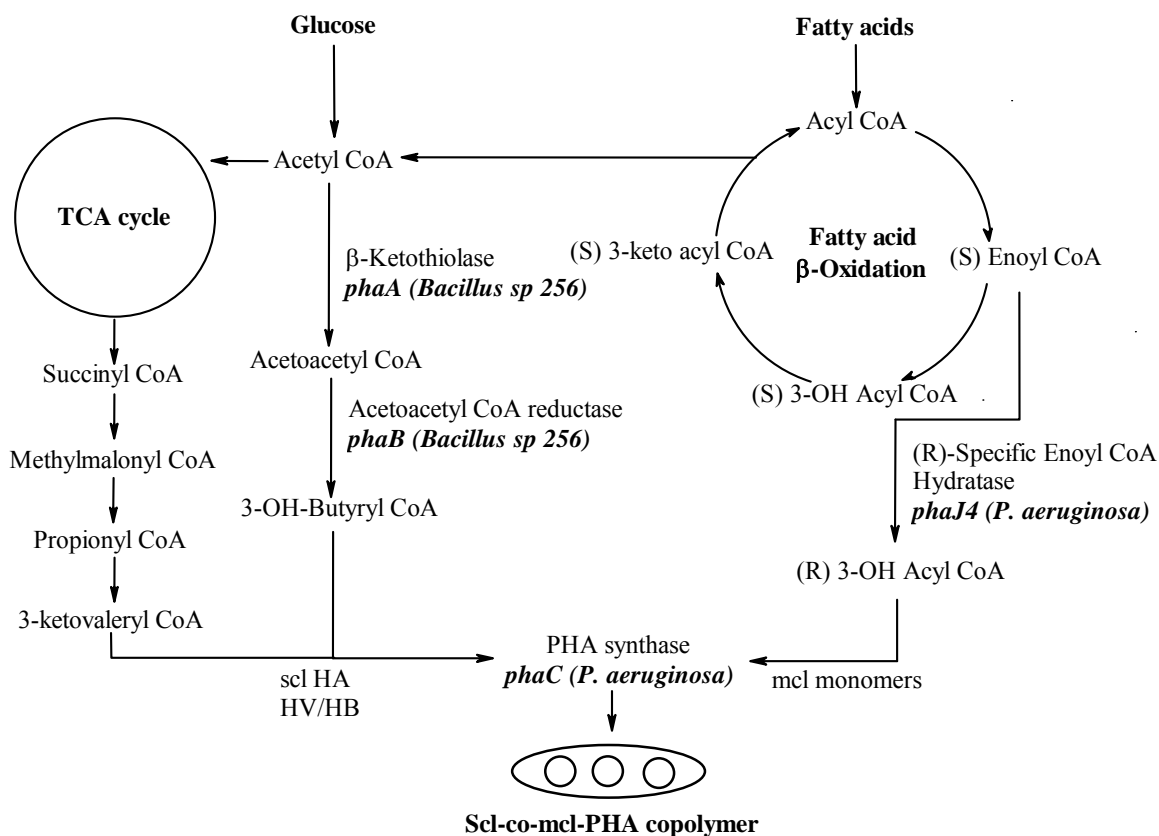 Glucose
Fatty acids
Acyl CoA
Acetyl CoA
TCA cycle
(S) 3-keto acyl CoA
Fatty acid
β-Oxidation
(S) Enoyl CoA
β-Ketothiolase
phaA (Bacillus sp 256)
Acetoacetyl CoA
Succinyl CoA
(S) 3-OH Acyl CoA
Acetoacetyl CoA reductase
phaB (Bacillus sp 256)
(R)-Specific Enoyl CoA
Hydratase
phaJ4 (P. aeruginosa)
Methylmalonyl CoA
3-OH-Butyryl CoA
Propionyl CoA
(R) 3-OH Acyl CoA
3-ketovaleryl CoA
PHA synthase
phaC (P. aeruginosa)
scl HA
HV/HB
mcl monomers
Scl-co-mcl-PHA copolymer